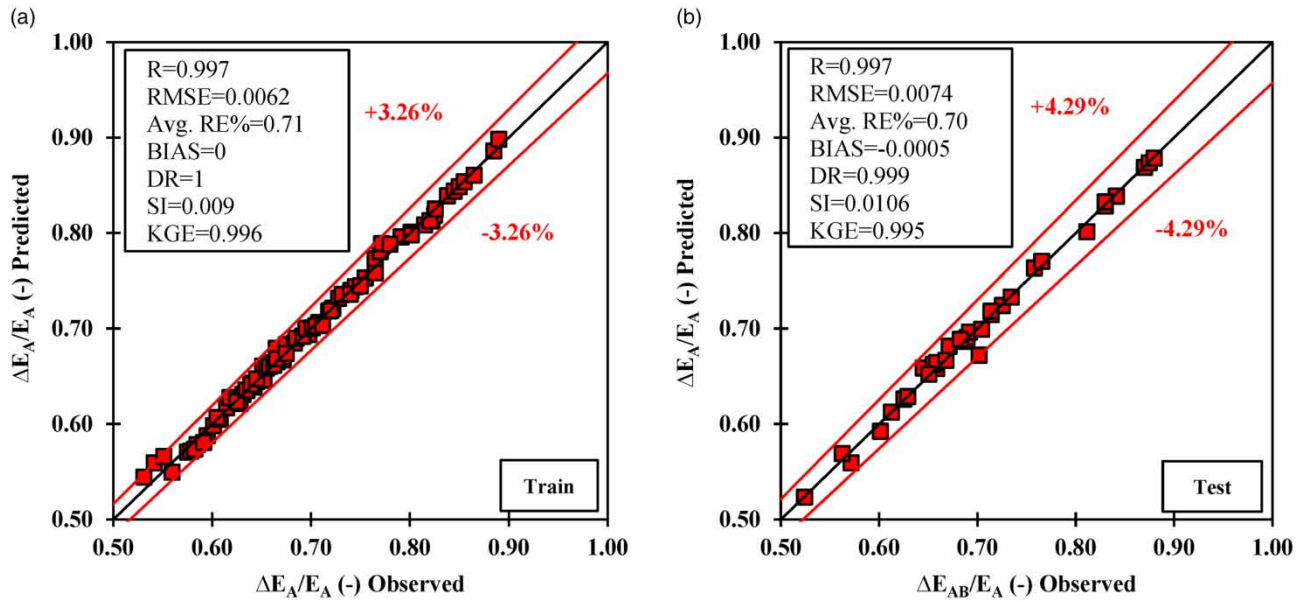 (a)
1.00
0.90
0.80
0.70
0.60
0.50
ΔE_A/E_A (-) Predicted
R=0.997
RMSE=0.0062
Avg. RE%=0.71
BIAS=0
DR=1
SI=0.009
KGE=0.996
+3.26%
-3.26%
Train
0.50 0.60 0.70 0.80 0.90 1.00
ΔE_A/E_A (-) Observed
(b)
1.00
0.90
0.80
0.70
0.60
0.50
ΔE_A/E_A (-) Predicted
R=0.997
RMSE=0.0074
Avg. RE%=0.70
BIAS=-0.0005
DR=0.999
SI=0.0106
KGE=0.995
+4.29%
-4.29%
Test
0.50 0.60 0.70 0.80 0.90 1.00
ΔE_AB/E_A (-) Observed